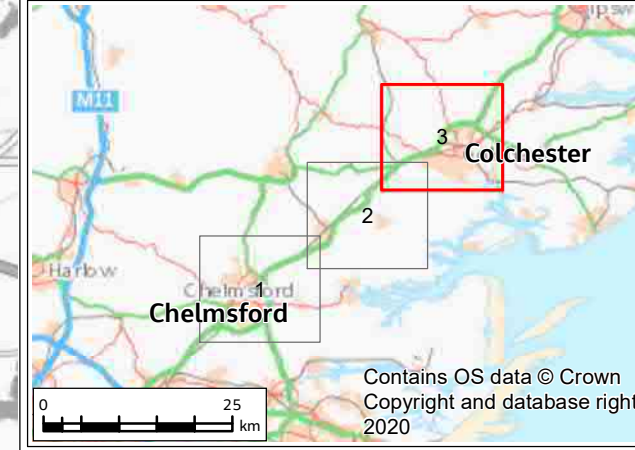 M11
3
Colchester
2
Harlow
Chelmsford
1
Chelmsford
Contains OS data © Crown
Copyright and database right
2020
0 25
km